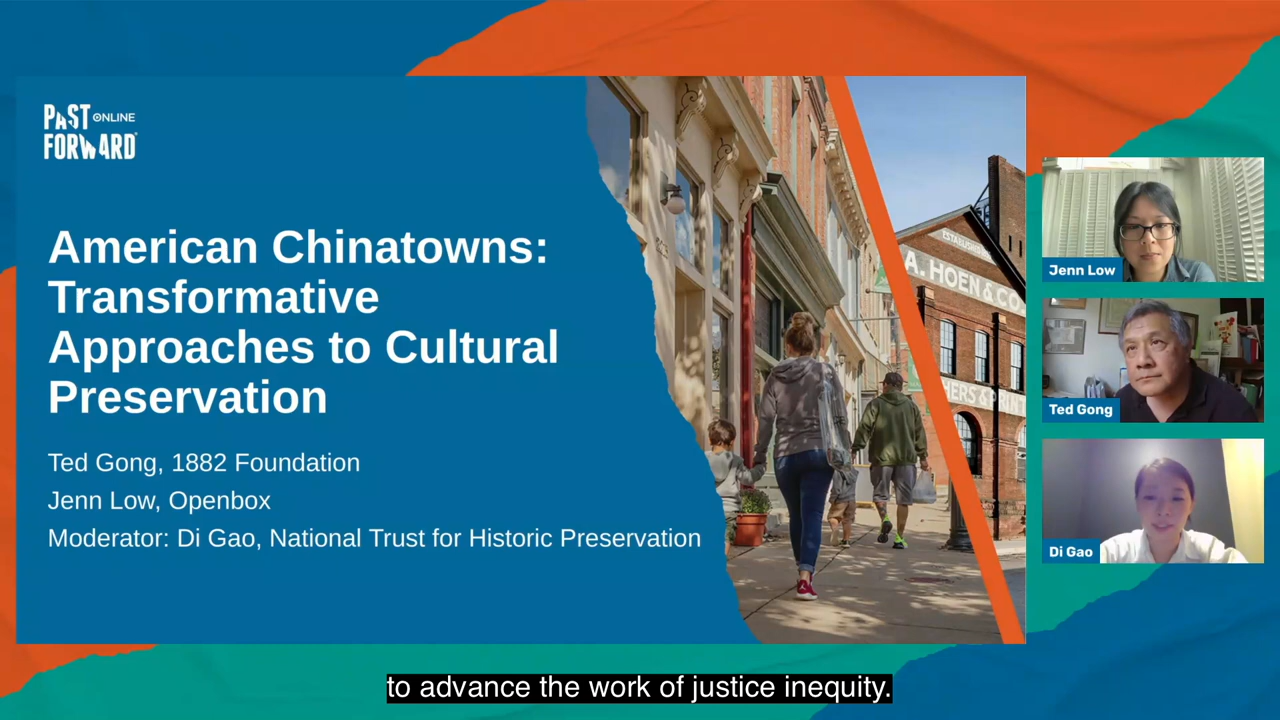 PAST ONLINE
FORWARD
American Chinatowns:
Transformative
Approaches to Cultural
Preservation
Ted Gong, 1882 Foundation
Jenn Low, Openbox
Moderator: Di Gao, National Trust for Historic Preservation
A. HOEN & CO
HERS & PRINT
Jenn Low
Ted Gong
Di Gao
to advance the work of justice inequity.